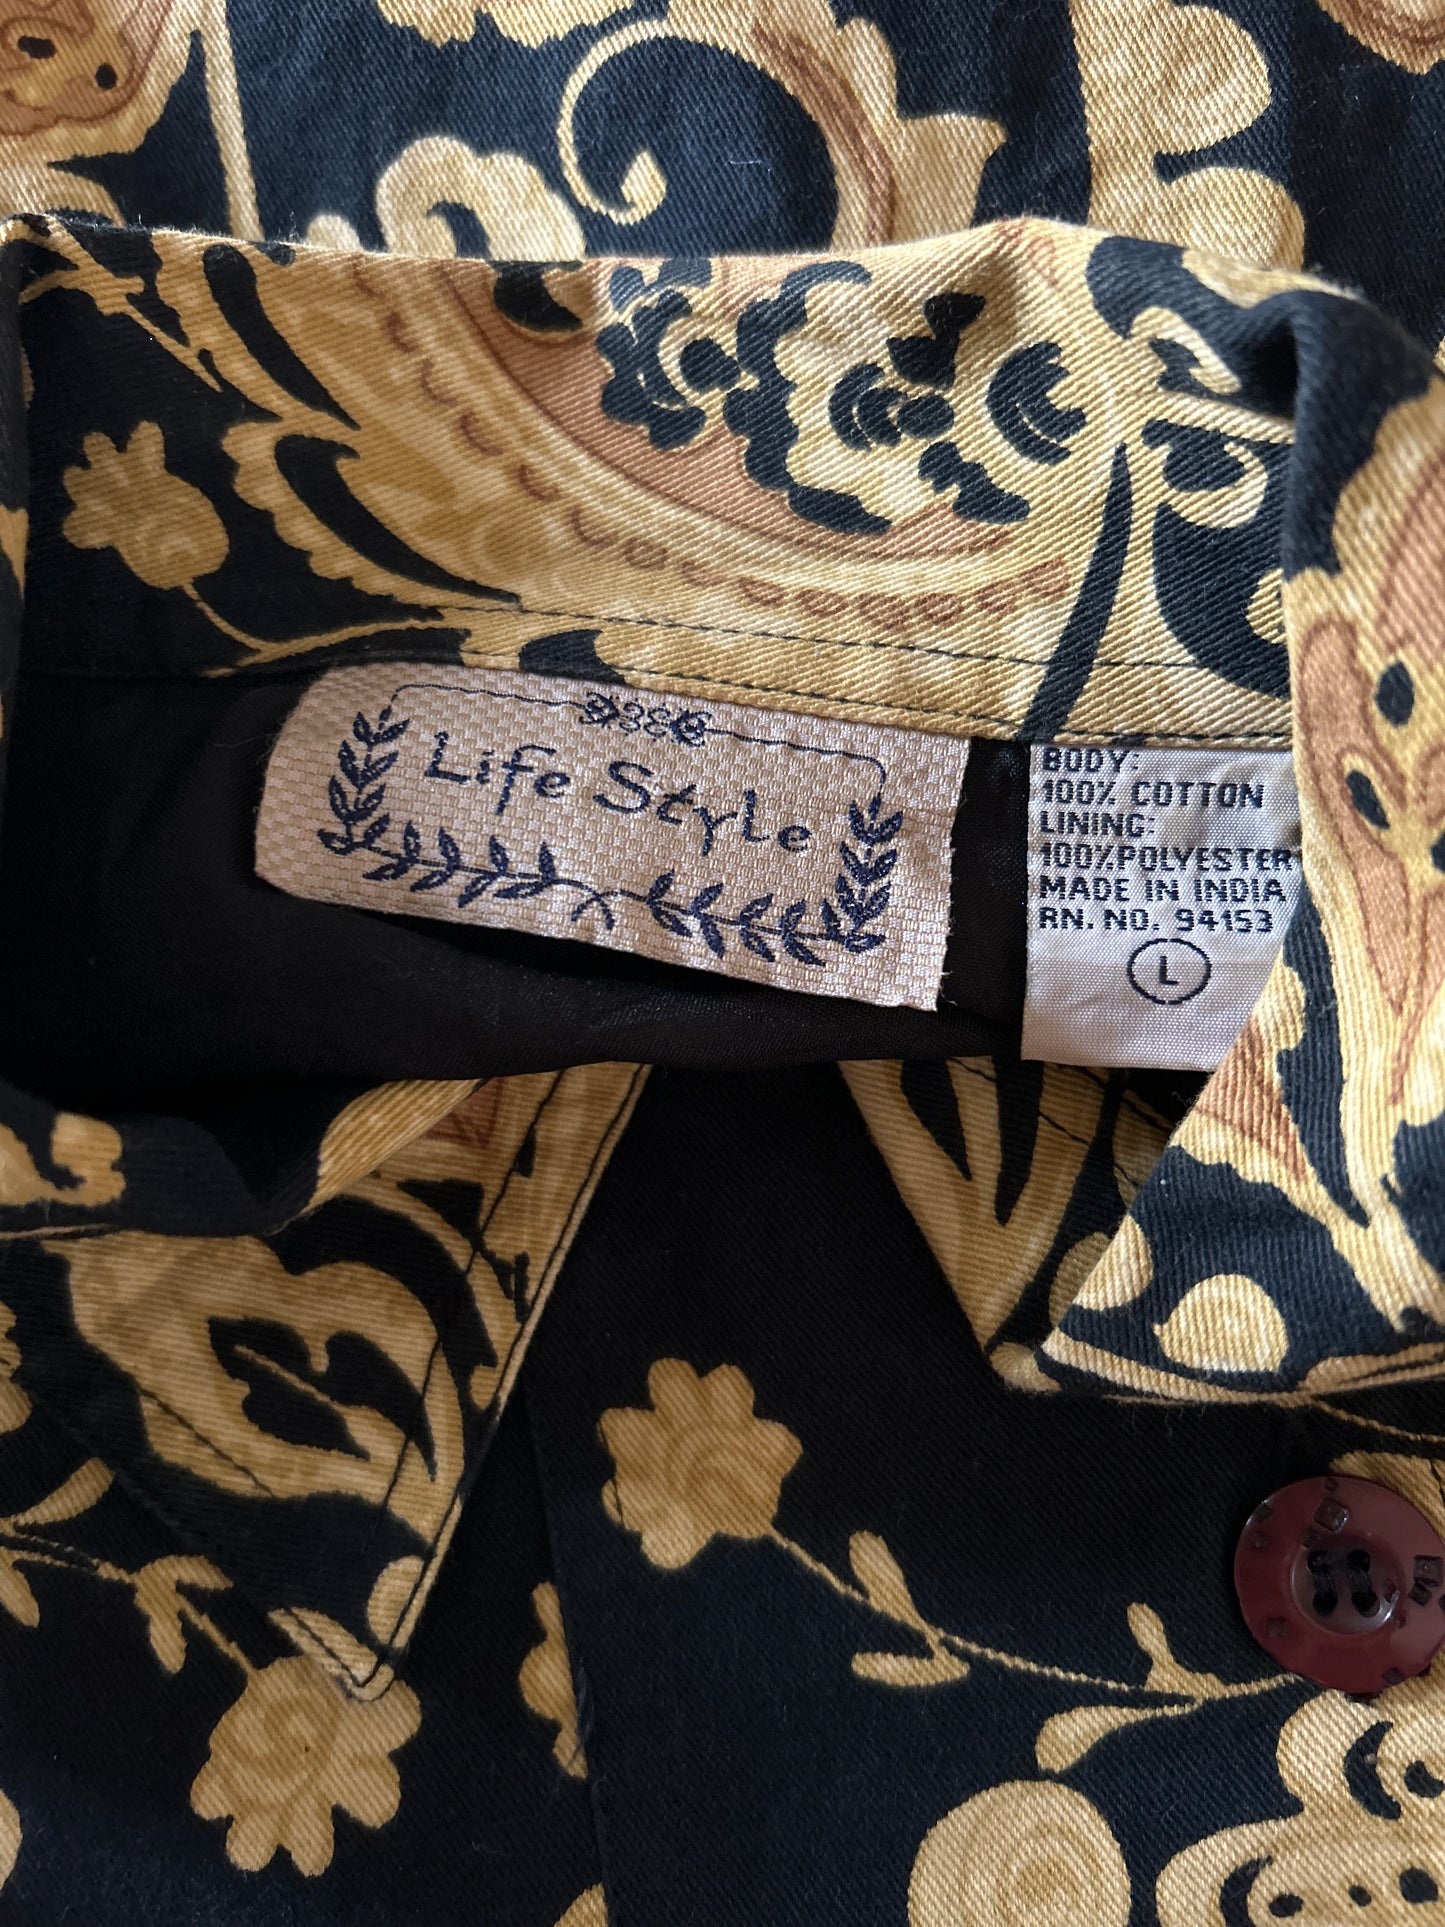 Life Style
BODY:
100% COTTON
LINING:
100% POLYESTER
MADE IN INDIA
RN. NO. 94153
L